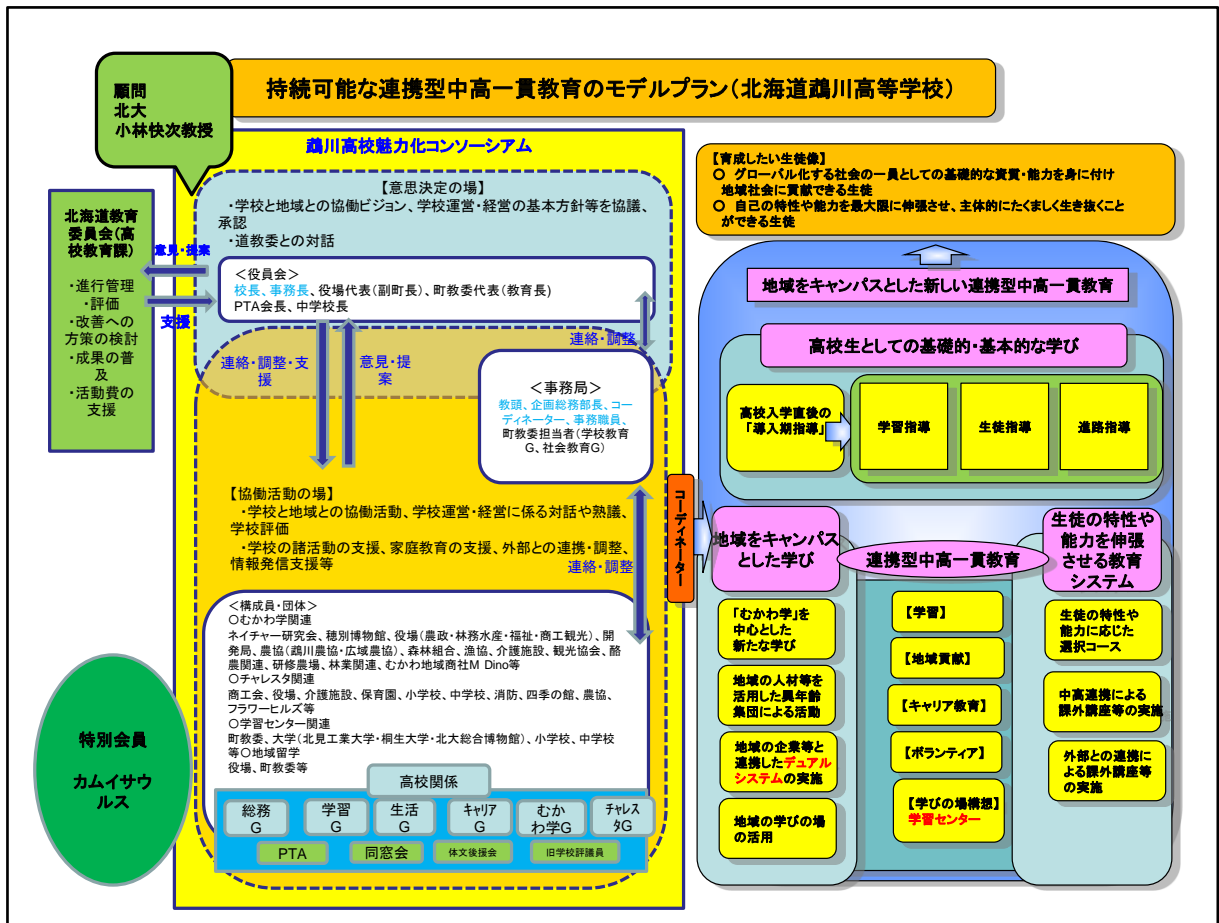 持続可能な連携型中高一貫教育のモデルプラン(北海道鵡川高等学校)
顧問
北大
小林快次教授
鵡川高校魅力化コンソーシアム
【意思決定の場】
・学校と地域との協働ビジョン、学校運営・経営の基本方針等を協議、
承認
・道教委との対話
北海道教育
委員会(高
校教育課)
・進行管理
・評価
・改善への
方策の検討
・成果の普
及
・活動費の
支援
意見・提案
支援
<役員会>
校長、事務長、役場代表(副町長)、町教委代表(教育長)
PTA会長、中学校長
連絡・調整
連絡・調整・支
援
意見・提
案
<事務局>
教頭、企画総務部長、コー
ディネーター、事務職員、
町教委担当者(学校教育
G、社会教育G)
【協働活動の場】
・学校と地域との協働活動、学校運営・経営に係る対話や熟議、
学校評価
・学校の諸活動の支援、家庭教育の支援、外部との連携・調整、
情報発信支援等
連絡・調整
<構成員・団体>
○むかわ学関連
ネイチャー研究会、穂別博物館、役場(農政・林務水産・福祉・商工観光)、開
発局、農協(鵡川農協・広域農協)、森林組合、漁協、介護施設、観光協会、酪
農関連、研修農場、林業関連、むかわ地域商社M Dino等
○チャレスタ関連
商工会、役場、介護施設、保育園、小学校、中学校、消防、四季の館、農協、
フラワーヒルズ等
○学習センター関連
町教委、大学(北見工業大学・桐生大学・北大総合博物館)、小学校、中学校
等○地域留学
役場、町教委等
高校関係
総務
G
学習
G
生活
G
キャリア
G
むか
わ学G
チャレス
タG
PTA
同窓会
体文後援会
旧学校評議員
特別会員
カムイサウ
ルス
コーディネーター
【育成したい生徒像】
○ グローバル化する社会の一員としての基礎的な資質・能力を身に付け
地域社会に貢献できる生徒
○ 自己の特性や能力を最大限に伸張させ、主体的にたくましく生き抜くこと
ができる生徒
地域をキャンパスとした新しい連携型中高一貫教育
高校生としての基礎的・基本的な学び
高校入学直後の
「導入期指導」
学習指導
生徒指導
進路指導
地域をキャンパス
とした学び
「むかわ学」を
中心とした
新たな学び
地域の人材等を
活用した異年齢
集団による活動
地域の企業等と
連携したデュアル
システムの実施
地域の学びの場
の活用
連携型中高一貫教育
【学習】
【地域貢献】
【キャリア教育】
【ボランティア】
【学びの場構想】
学習センター
生徒の特性や
能力を伸張
させる教育
システム
生徒の特性や
能力に応じた
選択コース
中高連携による
課外講座等の実施
外部との連携に
よる課外講座等
の実施